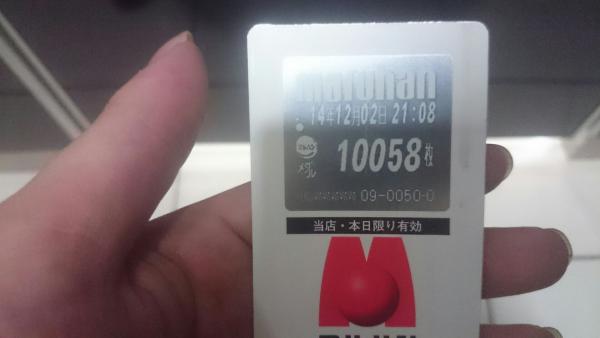 maruhan
14年12月02日 21:08
メダル
10058枚
09-0050-0
当店・本日限り有効